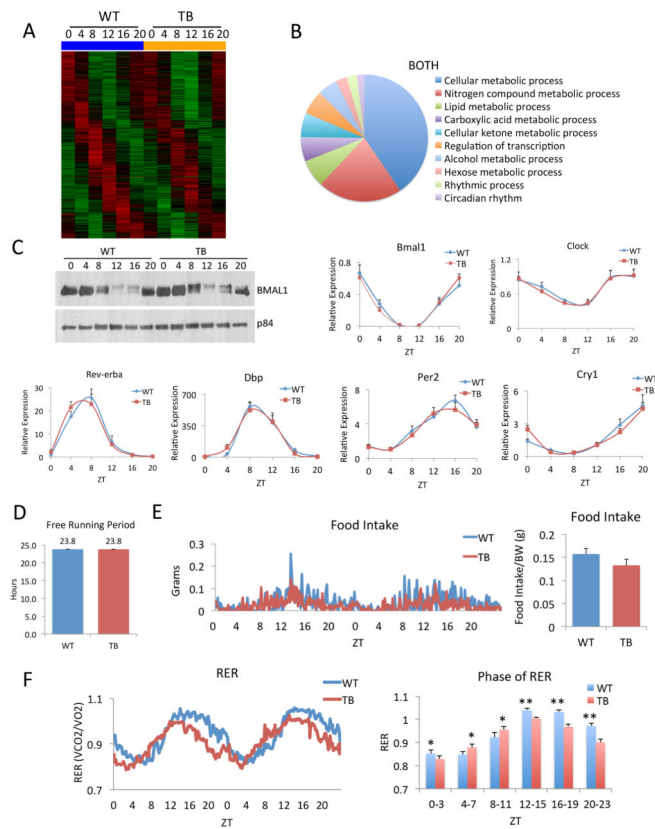 A
WT TB
0 4 8 12 16 20 0 4 8 12 16 20
B
BOTH
Cellular metabolic process
Nitrogen compound metabolic process
Lipid metabolic process
Carboxylic acid metabolic process
Cellular ketone metabolic process
Regulation of transcription
Alcohol metabolic process
Hexose metabolic process
Rhythmic process
Circadian rhythm
C
WT TB
0 4 8 12 16 20 0 4 8 12 16 20
BMAL1
p84
Bmal1
WT
TB
Relative Expression
0.8
0.4
0
0 4 8 12 16 20
ZT
Clock
WT
TB
Relative Expression
1.2
0.6
0.0
0 4 8 12 16 20
ZT
Rev-erba
WT
TB
Relative Expression
30
20
10
0
0 4 8 12 16 20
ZT
Dbp
WT
TB
Relative Expression
700
350
0
0 4 8 12 16 20
ZT
Per2
WT
TB
Relative Expression
8
4
0
0 4 8 12 16 20
ZT
Cry1
WT
TB
Relative Expression
6
3
0
0 4 8 12 16 20
ZT
D
Free Running Period
23.8 23.8
Hours
25.0
20.0
15.0
10.0
5.0
0.0
WT TB
E
Food Intake
WT
TB
Grams
0.3
0.2
0.1
0
0 4 8 12 16 20 0 4 8 12 16 20
ZT
Food Intake
Food Intake/BW (g)
0.2
0.15
0.1
0.05
0
WT TB
F
RER
WT
TB
RER (VCO2/VO2)
1.1
0.9
0.7
0 4 8 12 16 20 0 4 8 12 16 20
ZT
Phase of RER
WT
TB
RER
1.1
1
0.9
0.8
0.7
* * * ** ** **
0-3 4-7 8-11 12-15 16-19 20-23
ZT